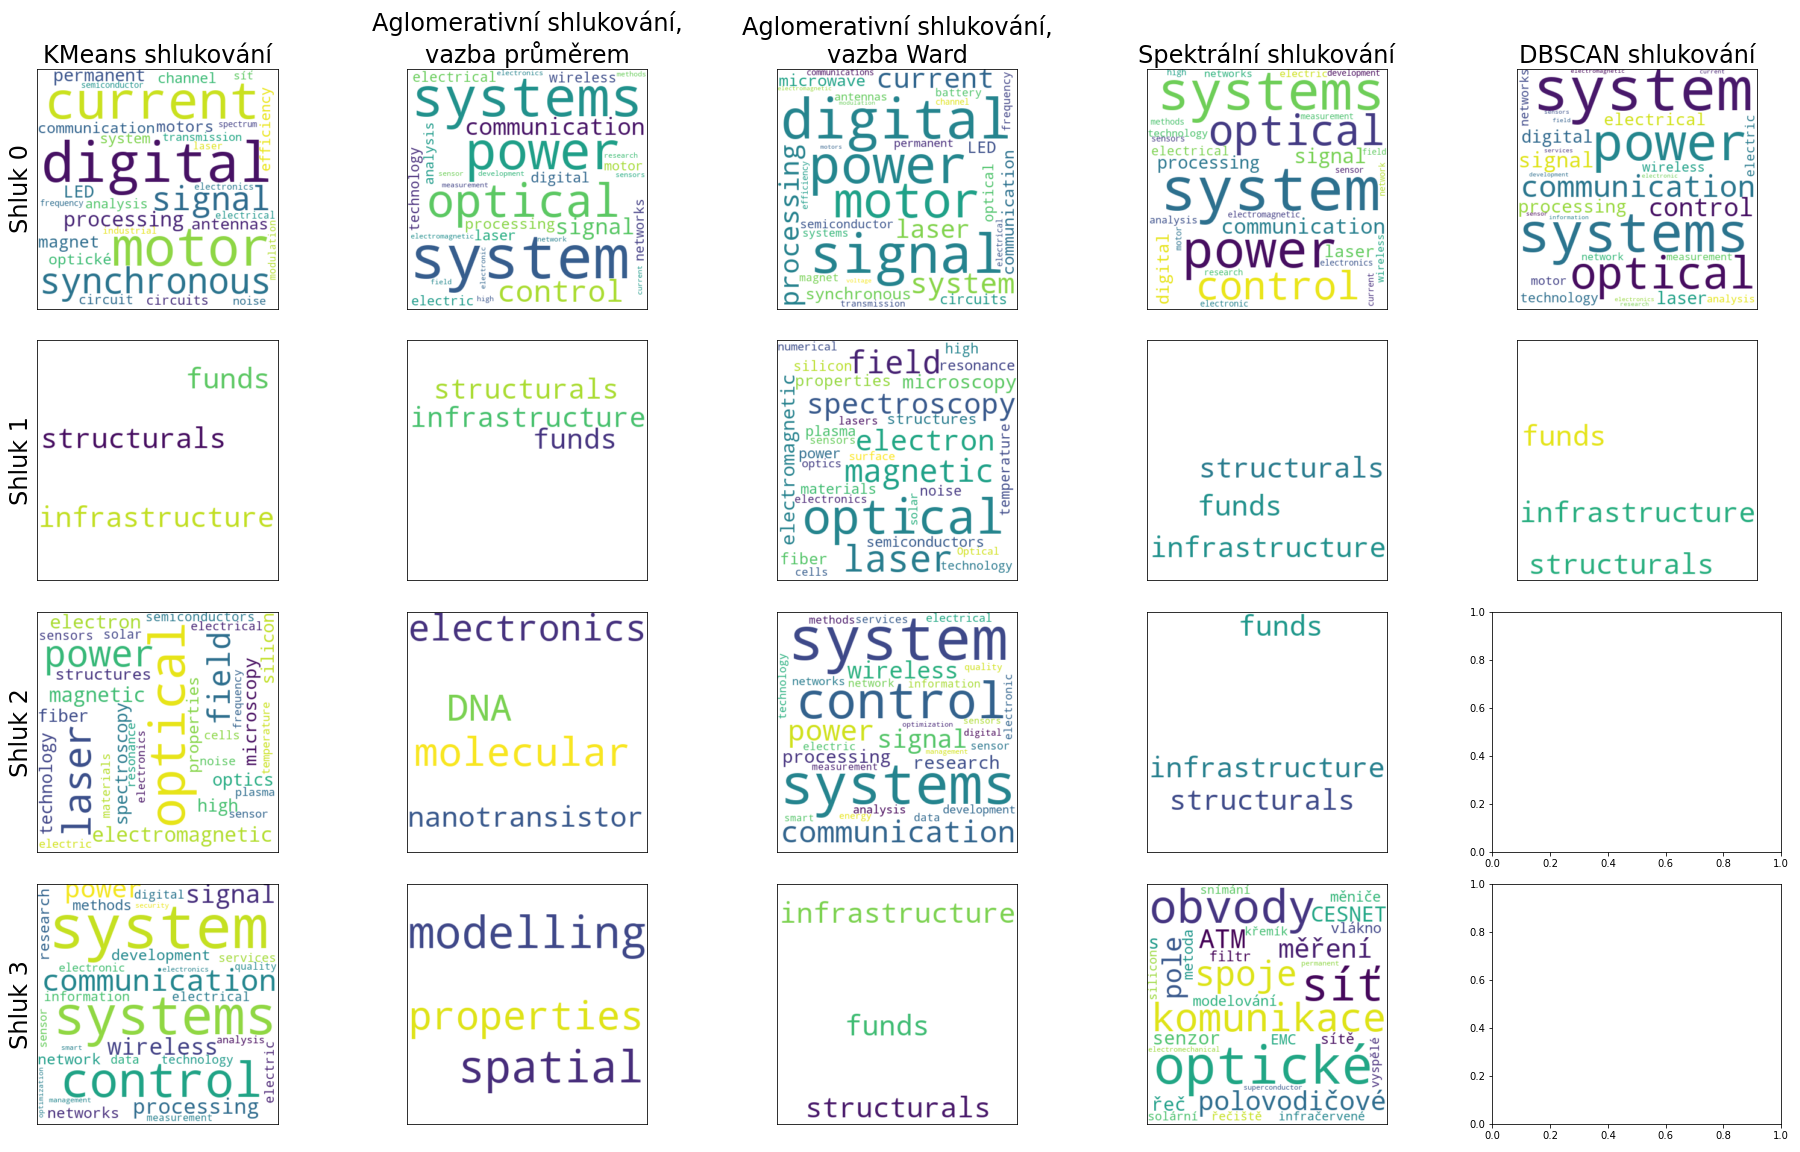 KMeans shlukování
Aglomerativní shlukování,
vazba průměrem
Aglomerativní shlukování,
vazba Ward
Spektrální shlukování
DBSCAN shlukování
Shluk 0
permanent channel síť
semiconductor
current
efficiency
communication motors spectrum
system transmission
laser
digital
LED electronics
frequency analysis signal
processing electrical
industrial antennas
magnet motor
optické modulation
synchronous
circuit circuits noise
electrical electronics wireless methods
systems
communication
analysis power research
motor
sensor development digital sensors
technology measurement
optical
processing signal
electromagnetic laser network networks
system
field electronic current
electric high control
communications
microwave current
electromagnetic
antennas battery
modulation channel frequency
digital
motors permanent LED
power
processing efficiency motor optical communication
semiconductor laser
systems electrical
signal
magnet voltage system
synchronous circuits
transmission
high networks electric development
systems
methods measurement
technology optical
sensors
electrical signal field
processing sensor
system network
analysis electromagnetic
communication
digital motor power laser wireless
electronics
research control current
electronic
networks electromagnetic current
system
sensors
field electrical
digital power electric
signal services wireless
development electronic
communication
processing control
sensor information
systems
network measurement
motor optical
technology electronics laser analysis
research
Shluk 1
funds
structurals
infrastructure
structurals
infrastructure
funds
numerical high
silicon field resonance
properties microscopy
spectroscopy
electromagnetic lasers structures
plasma electron temperature
sensors
power surface
optics magnetic
materials noise
electronics solar
optical
semiconductors
fiber laser Optical
cells technology
structurals
funds
infrastructure
funds
infrastructure
structurals
Shluk 2
electron semiconductors
sensors solar electrical silicon
power optical field
structures
magnetic properties frequency microscopy
fiber spectroscopy
technology laser resonance cells temperature
electronics noise
materials optics
plasma
high sensor
electromagnetic
electric
electronics
DNA
molecular
nanotransistor
methods services electrical
system
technology wireless quality
networks network information electronic
control
power optimization sensors
digital
electric signal sensor
processing management
measurement research
systems
analysis development
smart energy data
communication
funds
infrastructure
structurals
1.0
0.8
0.6
0.4
0.2
0.0
0.0 0.2 0.4 0.6 0.8 1.0
Shluk 3
power digital signal
research methods security
system
development services
electronic electronics quality
communication
information electrical
sensor systems
smart wireless analysis
network data technology electric
optimization control
management
networks processing
measurement
modelling
properties
spatial
infrastructure
funds
structurals
snímání měniče
obvody CESNET
s ATM křemík vlákno
filtr měření
silicons pole metoda permanent
spoje síť
modelování
komunikace
senzor EMC sítě
electromechanical vyspělé
optické
superconductor
řeč polovodičové
solární řečiště infračervené
1.0
0.8
0.6
0.4
0.2
0.0
0.0 0.2 0.4 0.6 0.8 1.0